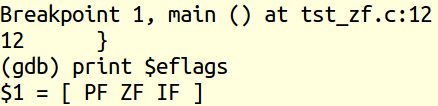 Breakpoint 1, main () at tst_zf.c:12
12 }
(gdb) print $eflags
$1 = [ PF ZF IF ]